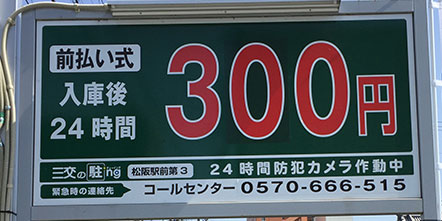 前払い式
入庫後
24時間
300円
三交の駐ing 松阪駅前第3 24時間防犯カメラ作動中
緊急時の連絡先 コールセンター 0570-666-515